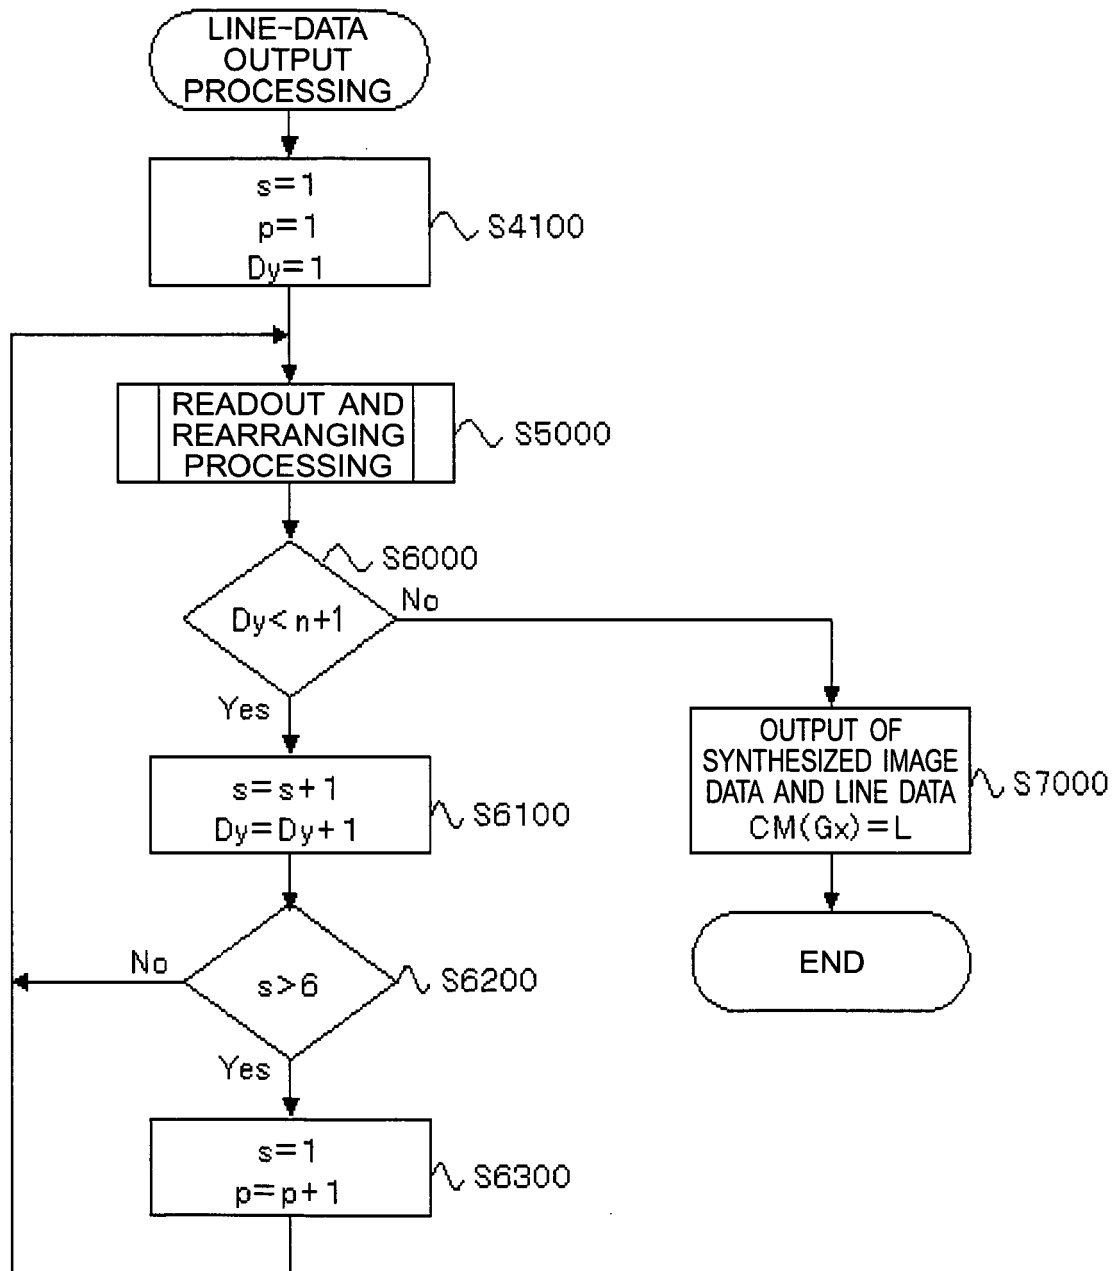 LINE-DATA
OUTPUT
PROCESSING
s=1
p=1
Dy=1
S4100
READOUT AND
REARRANGING
PROCESSING
S5000
S6000
Dy<n+1
No
Yes
s=s+1
Dy=Dy+1
S6100
OUTPUT OF
SYNTHESIZED IMAGE
DATA AND LINE DATA
CM(Gx)=L
S7000
No
s>6
S6200
END
Yes
s=1
p=p+1
S6300